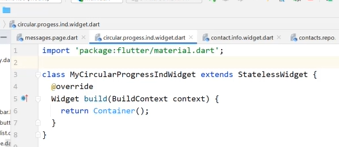 circular.progess.ind.widget.dart
messages.page.dart
circular.progess.ind.widget.dart
contact.info.widget.dart
contacts.repo.
y.da
1 import 'package:flutter/material.dart';
2
3 class MyCircularProgressIndWidget extends StatelessWidget {
4 @override
5 Widget build(BuildContext context) {
6 return Container();
7 }
8 }
bar.l
butt
list.c
e.da